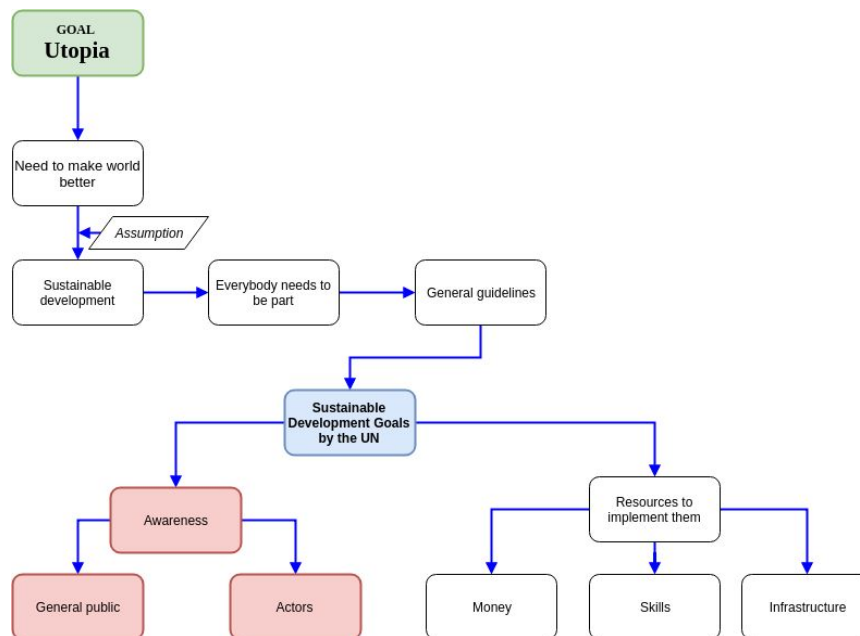 GOAL
Utopia
Need to make world
better
Assumption
Sustainable
development
Everybody needs to
be part
General guidelines
Sustainable
Development Goals
by the UN
Awareness
Resources to
implement them
General public
Actors
Money
Skills
Infrastructure